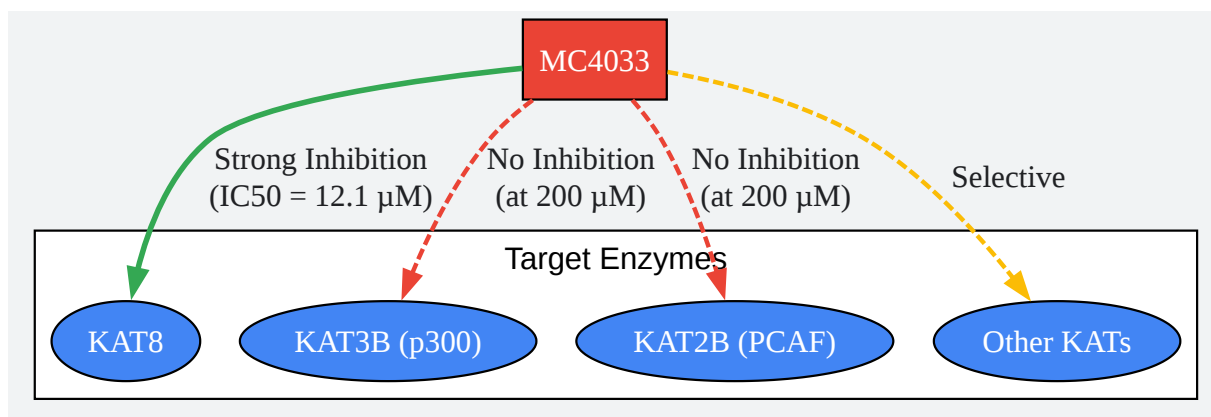 MC4033
Strong Inhibition
(IC50 = 12.1 µM)
No Inhibition
(at 200 µM)
No Inhibition
(at 200 µM)
Selective
Target Enzymes
KAT8
KAT3B (p300)
KAT2B (PCAF)
Other KATs